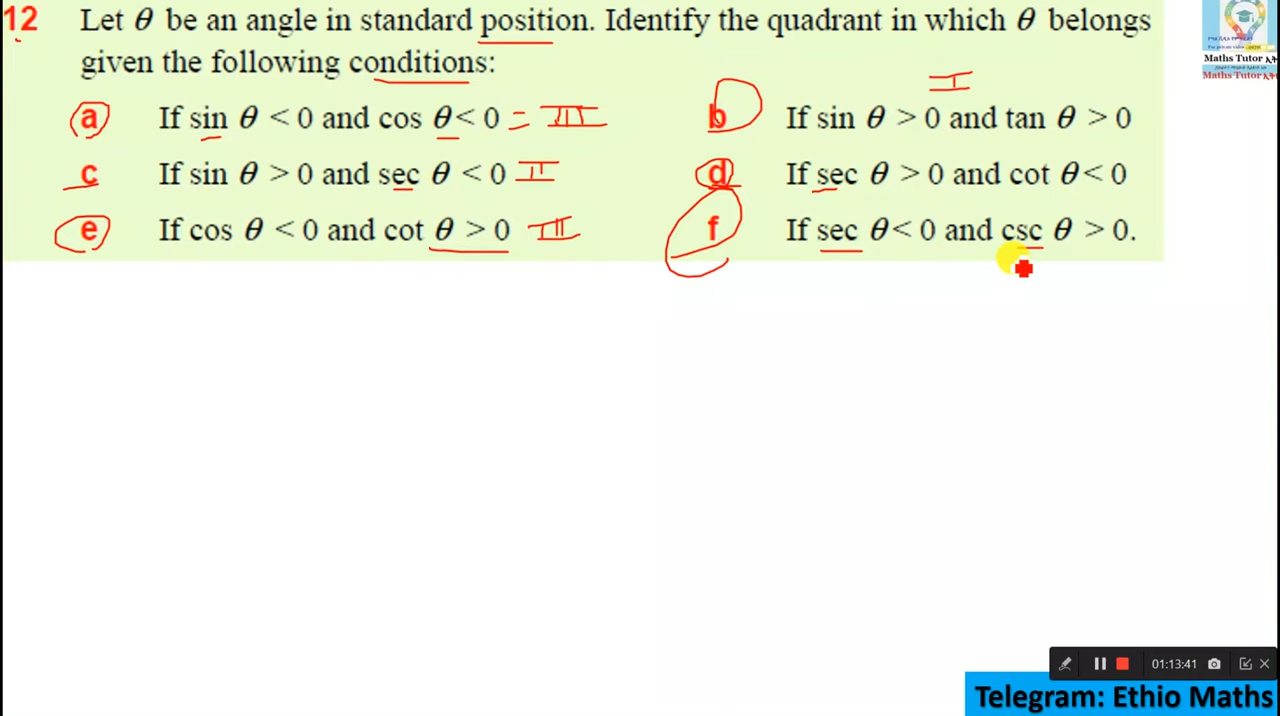 12 Let θ be an angle in standard position. Identify the quadrant in which θ belongs
given the following conditions:
a If sin θ < 0 and cos θ < 0 = III
b If sin θ > 0 and tan θ > 0 I
c If sin θ > 0 and sec θ < 0 II
d If sec θ > 0 and cot θ < 0
e If cos θ < 0 and cot θ > 0 III
f If sec θ < 0 and csc θ > 0.
Maths Tutor
Maths Tutor
01:13:41
Telegram: Ethio Maths